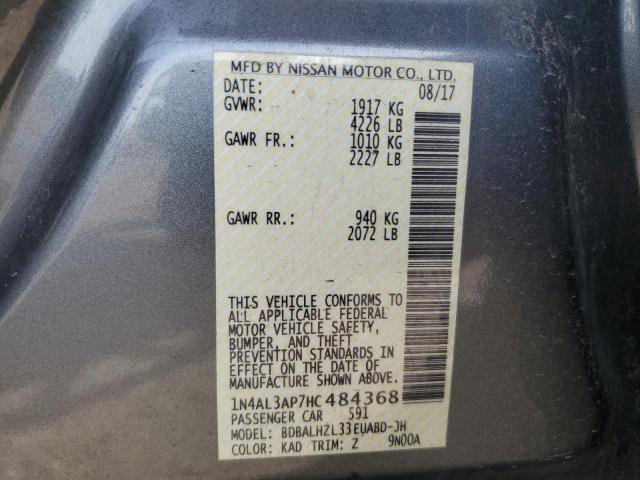 MFD BY NISSAN MOTOR CO., LTD.
DATE: 08/17
GVWR: 1917 KG
4226 LB
GAWR FR.: 1010 KG
2227 LB
GAWR RR.: 940 KG
2072 LB
THIS VEHICLE CONFORMS TO
ALL APPLICABLE FEDERAL
MOTOR VEHICLE SAFETY,
BUMPER, AND THEFT
PREVENTION STANDARDS IN
EFFECT ON THE DATE OF
MANUFACTURE SHOWN ABOVE.
1N4AL3AP7HC484368
PASSENGER CAR 591
MODEL: BDBALHZL33EUABD-JH
COLOR: KAD TRIM: Z 9N00A